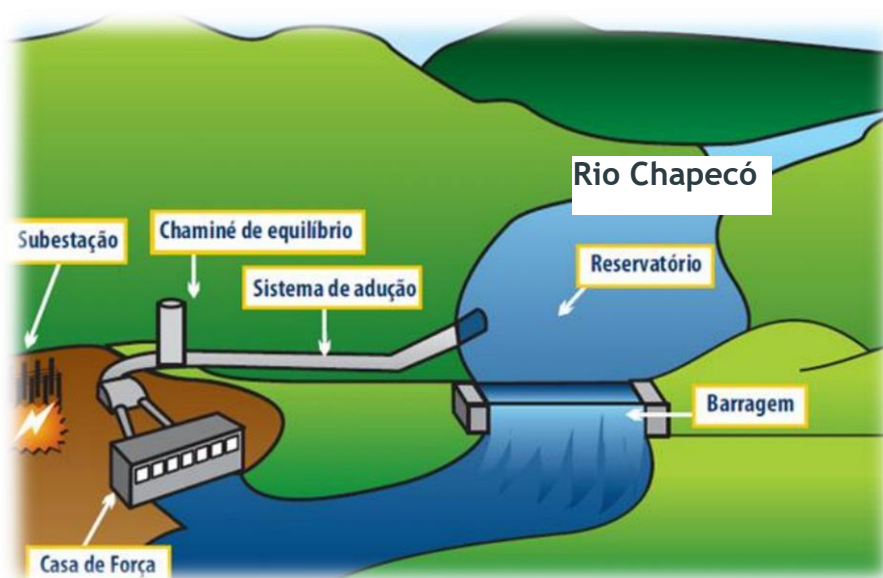 Rio Chapecó
Subestação
Chaminé de equilíbrio
Reservatório
Sistema de adução
Barragem
Casa de Força